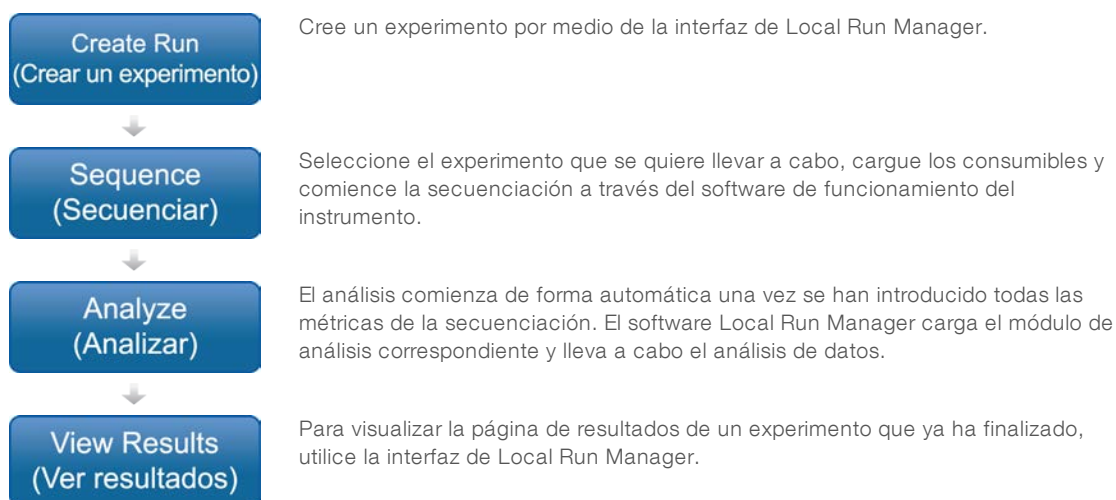 Create Run
(Crear un experimento)
Cree un experimento por medio de la interfaz de Local Run Manager.
Sequence
(Secuenciar)
Seleccione el experimento que se quiere llevar a cabo, cargue los consumibles y
comience la secuenciación a través del software de funcionamiento del
instrumento.
Analyze
(Analizar)
El análisis comienza de forma automática una vez se han introducido todas las
métricas de la secuenciación. El software Local Run Manager carga el módulo de
análisis correspondiente y lleva a cabo el análisis de datos.
View Results
(Ver resultados)
Para visualizar la página de resultados de un experimento que ya ha finalizado,
utilice la interfaz de Local Run Manager.